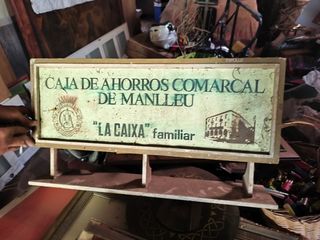 CAJA DE AHORROS COMARCAL
DE MANLLEU
"LA CAIXA" familiar